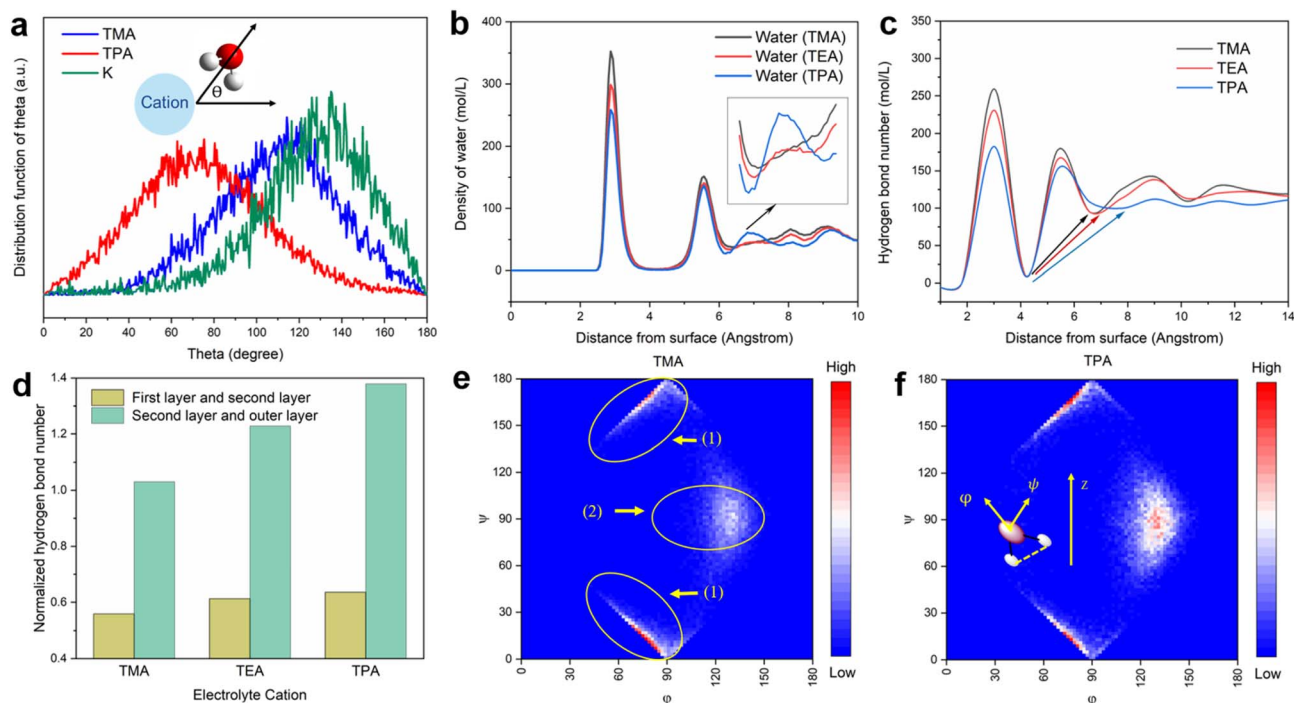 a
TMA
TPA
K
Cation
Θ
Distribution function of theta (a.u.)
0 20 40 60 80 100 120 140 160 180
Theta (degree)
b
Water (TMA)
Water (TEA)
Water (TPA)
Density of water (mol/L)
400
300
200
100
0
0 2 4 6 8 10
Distance from surface (Angstrom)
c
TMA
TEA
TPA
Hydrogen bond number (mol/L)
350
300
250
200
150
100
50
0
2 4 6 8 10 12 14
Distance from surface (Angstrom)
d
First layer and second layer
Second layer and outer layer
Normalized hydrogen bond number
1.4
1.2
1.0
0.8
0.6
0.4
TMA TEA TPA
Electrolyte Cation
e
TMA
High
Low
ψ
180
150
120
90
60
30
0
(1)
(2)
(1)
0 30 60 90 120 150 180
φ
f
TPA
High
Low
ψ
180
150
120
90
60
30
0
φ
ψ
z
0 30 60 90 120 150 180
φ